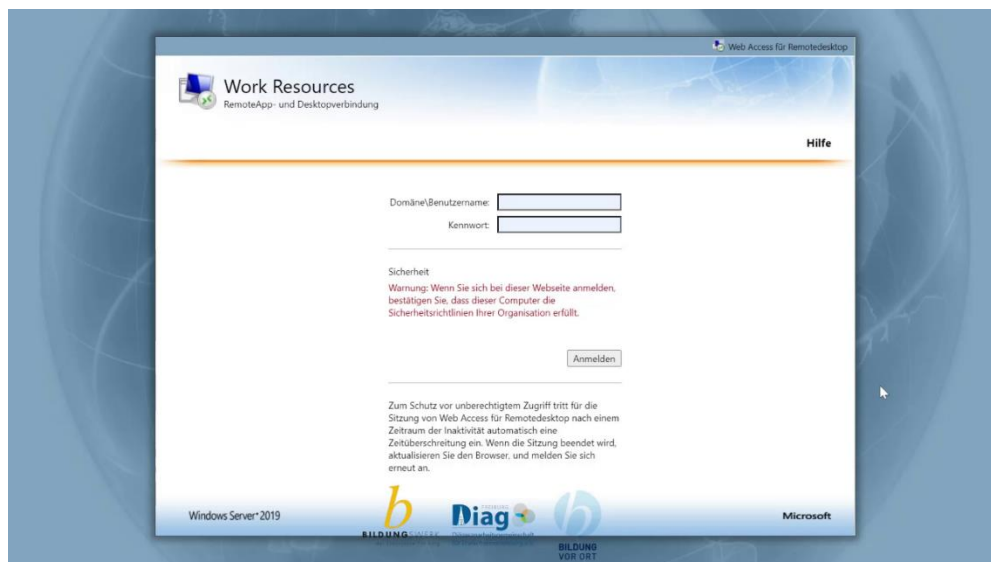 Web Access für Remotedesktop
Work Resources
RemoteApp- und Desktopverbindung
Hilfe
Domäne\Benutzername:
Kennwort:
Sicherheit
Warnung: Wenn Sie sich bei dieser Webseite anmelden,
bestätigen Sie, dass dieser Computer die
Sicherheitsrichtlinien Ihrer Organisation erfüllt.
Anmelden
Zum Schutz vor unberechtigtem Zugriff tritt für die
Sitzung von Web Access für Remotedesktop nach einem
Zeitraum der Inaktivität automatisch eine
Zeitüberschreitung ein. Wenn die Sitzung beendet wird,
aktualisieren Sie den Browser, und melden Sie sich
erneut an.
Windows Server 2019
b
BILDUNGSWERK
Diag
b
BILDUNG
VOR ORT
Microsoft